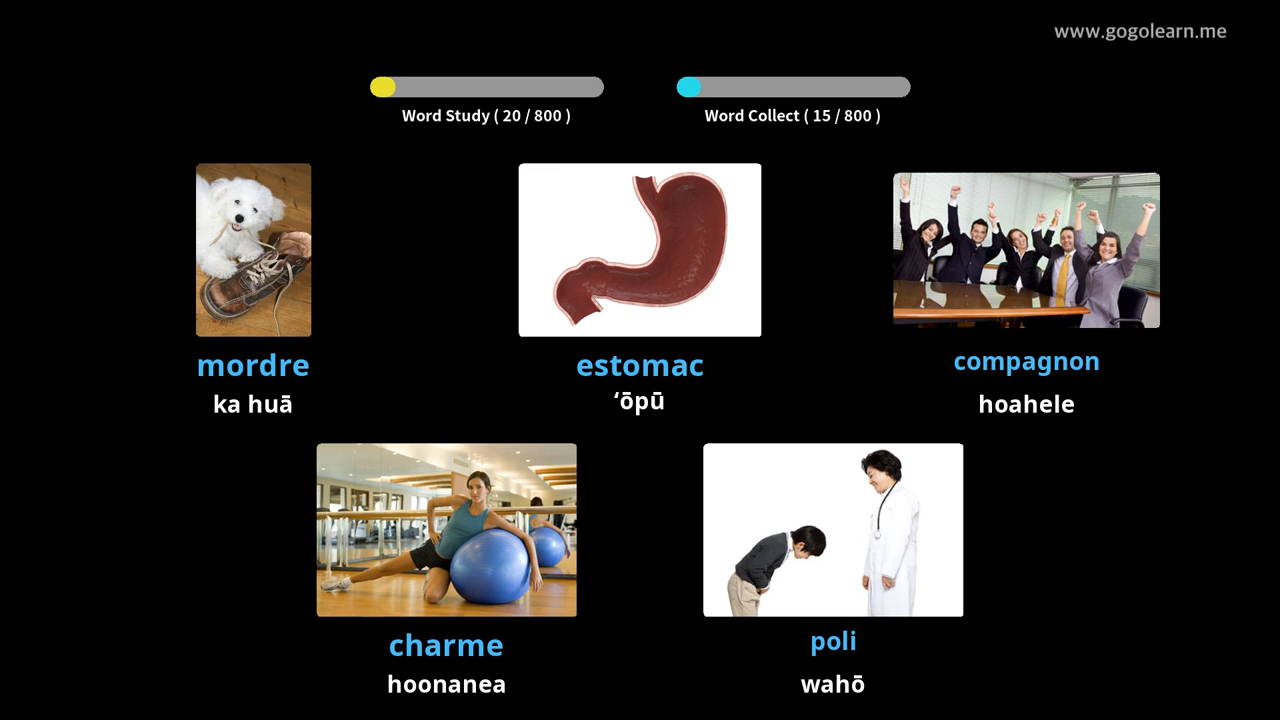 www.gogolearn.me
Word Study ( 20 / 800 )
Word Collect ( 15 / 800 )
mordre
ka huā
estomac
ʻōpū
compagnon
hoahele
charme
hoonanea
poli
wahō